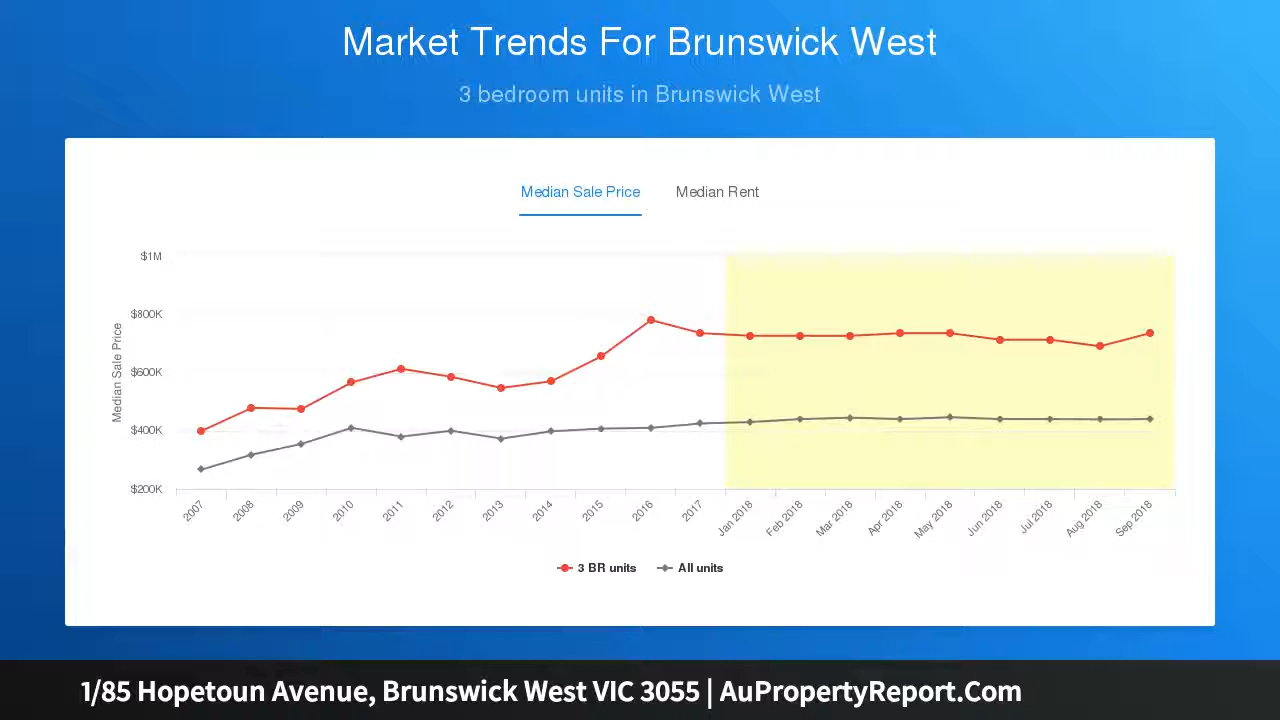 Market Trends For Brunswick West
3 bedroom units in Brunswick West
Median Sale Price Median Rent
$1M
$800K
$600K
$400K
$200K
Median Sale Price
2007 2008 2009 2010 2011 2012 2013 2014 2015 2016 2017 Jan 2018 Feb 2018 Mar 2018 Apr 2018 May 2018 Jun 2018 Jul 2018 Aug 2018 Sep 2018
3 BR units All units
1/85 Hopetoun Avenue, Brunswick West VIC 3055 | AuPropertyReport.Com